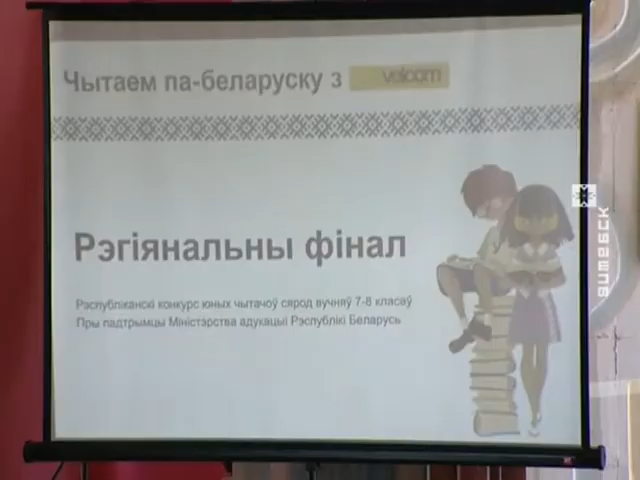 Чытаем па-беларуску з velcom
Рэгіянальны фінал
Рэспубліканскі конкурс юных чытачоў сярод вучняў 7-8 класаў
Пры падтрымцы Міністэрства адукацыі Рэспублікі Беларусь
витебск